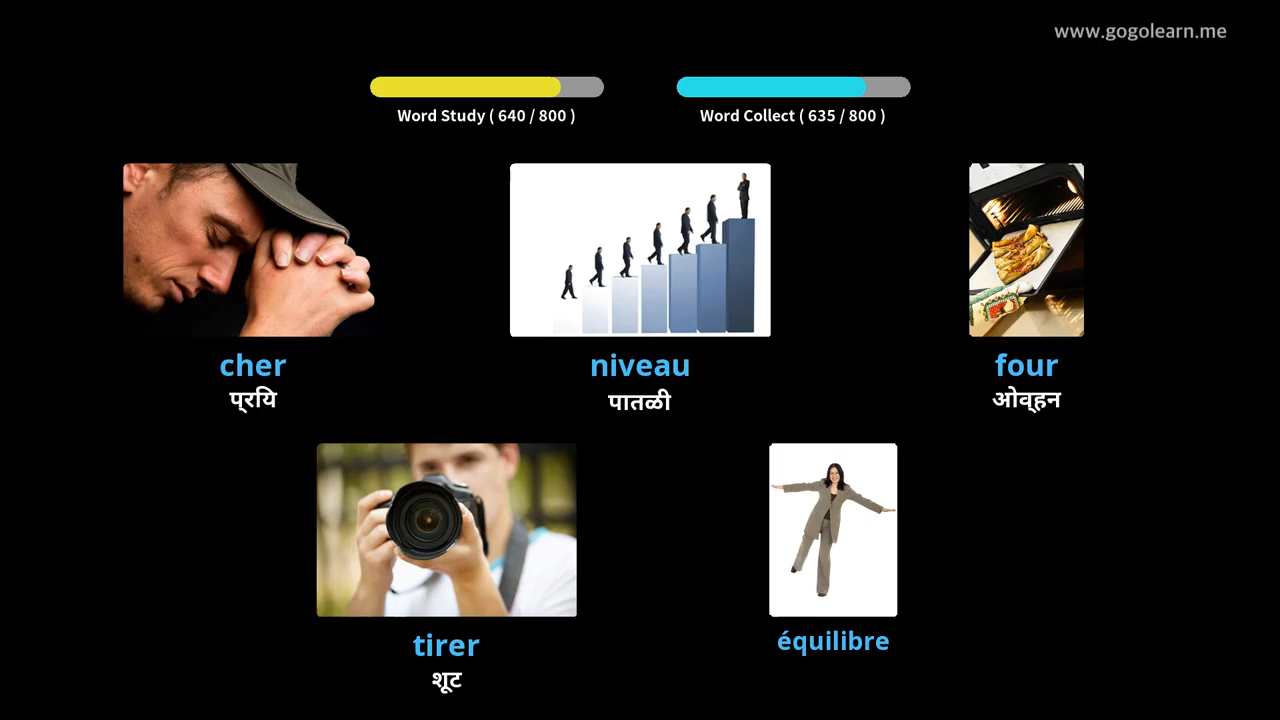 www.gogolearn.me
Word Study ( 640 / 800 )
Word Collect ( 635 / 800 )
cher
प्रयि
niveau
पातळी
four
ओव्हन
tirer
शूट
équilibre